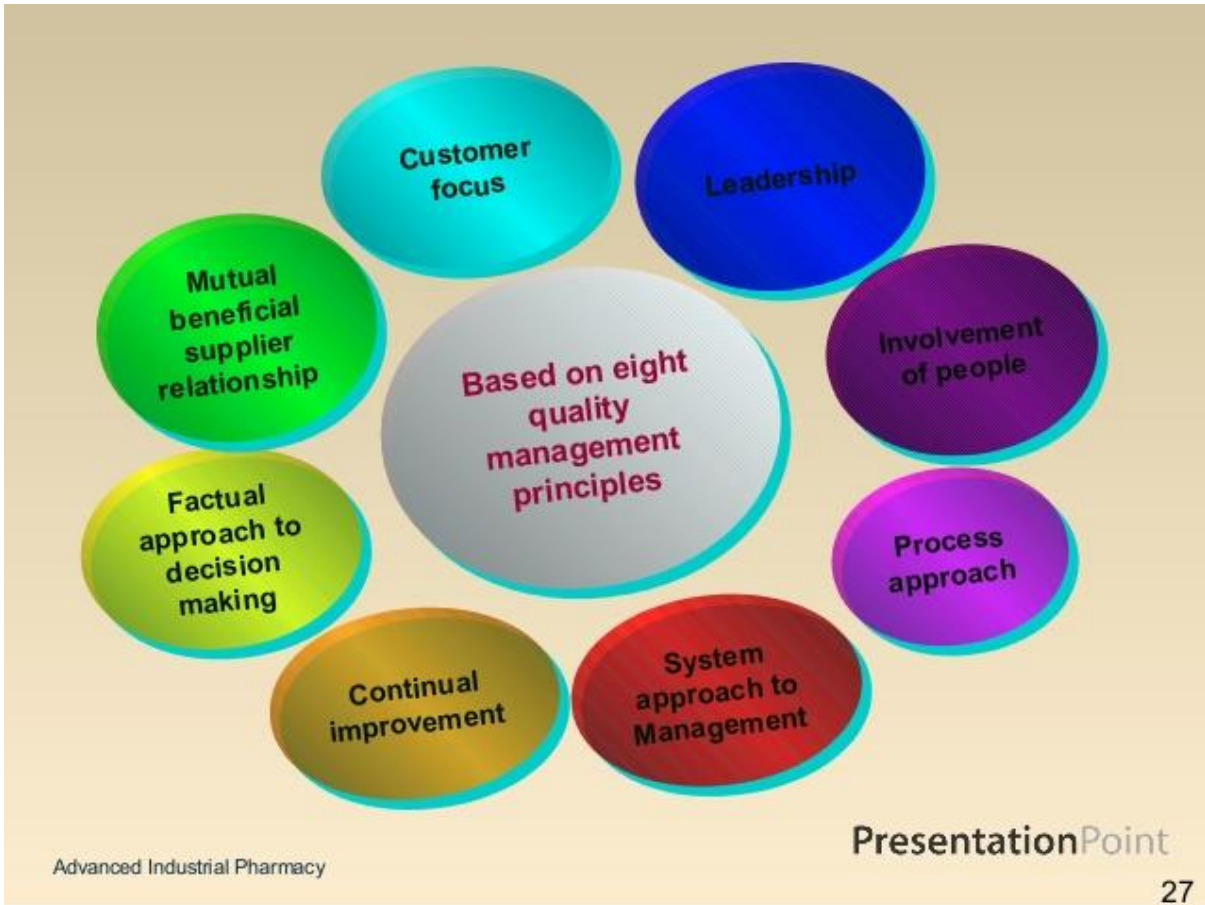 Customer
focus
Leadership
Involvement
of people
Process
approach
System
approach to
Management
Continual
improvement
Factual
approach to
decision
making
Mutual
beneficial
supplier
relationship
Based on eight
quality
management
principles
Advanced Industrial Pharmacy
PresentationPoint
27